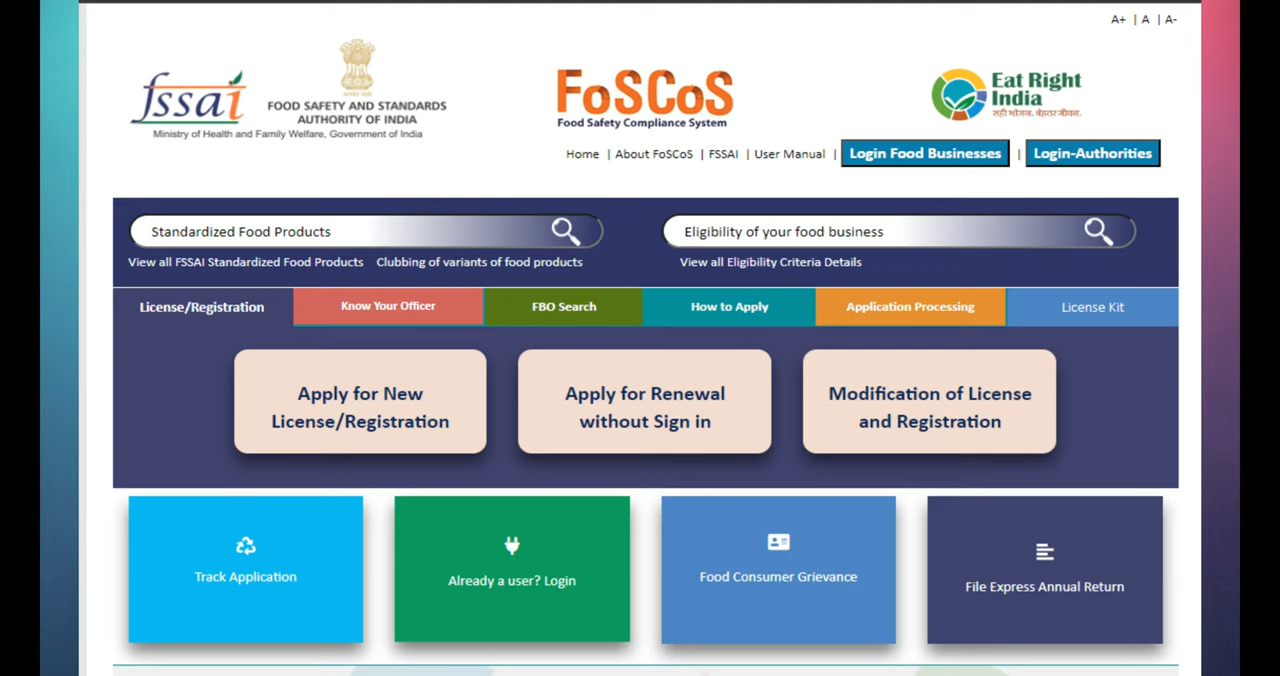 A+ | A | A-
fssai
FOOD SAFETY AND STANDARDS
AUTHORITY OF INDIA
Ministry of Health and Family Welfare, Government of India
FoSCoS
Food Safety Compliance System
Eat Right
India
सही भोजन. बेहतर जीवन.
Home | About FoSCoS | FSSAI | User Manual | Login Food Businesses | Login-Authorities
Standardized Food Products
Eligibility of your food business
View all FSSAI Standardized Food Products Clubbing of variants of food products
View all Eligibility Criteria Details
License/Registration
Know Your Officer
FBO Search
How to Apply
Application Processing
License Kit
Apply for New
License/Registration
Apply for Renewal
without Sign in
Modification of License
and Registration
Track Application
Already a user? Login
Food Consumer Grievance
File Express Annual Return